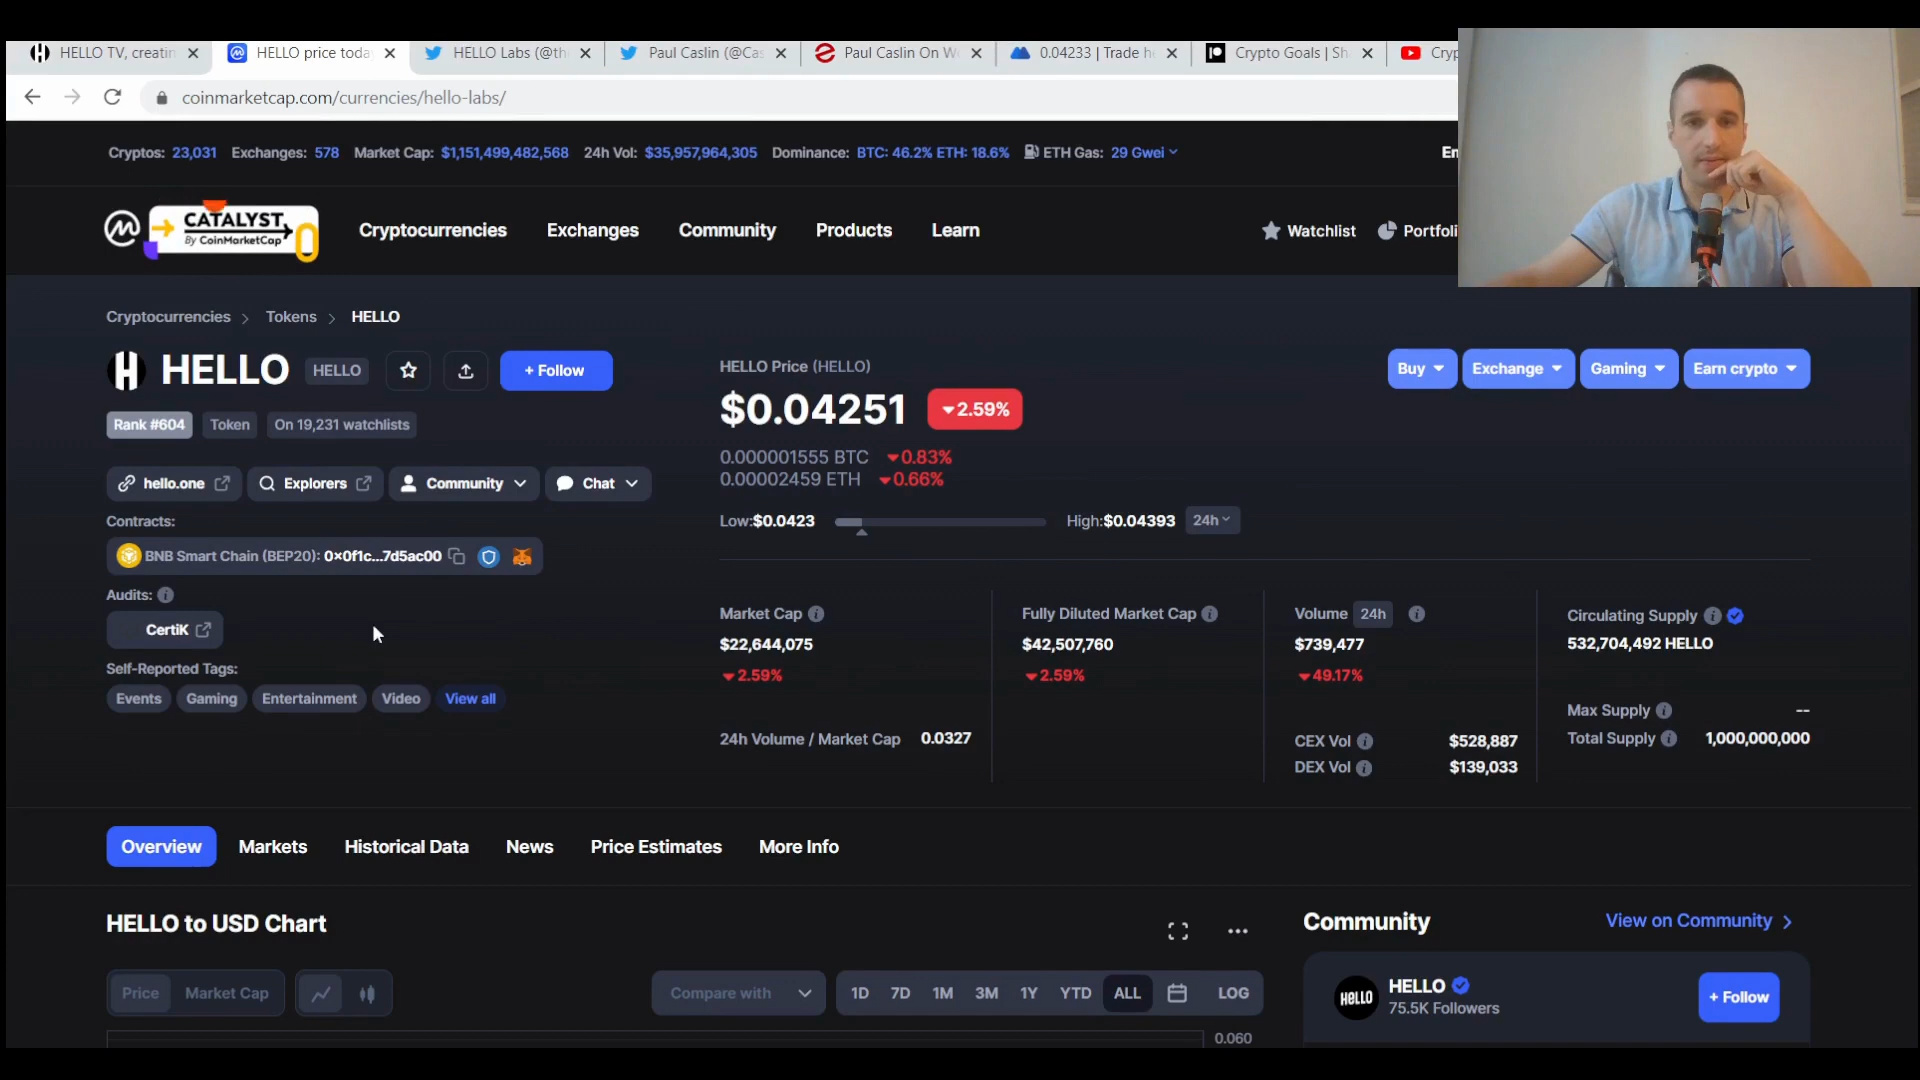 HELLO TV, creatin
HELLO price today
HELLO Labs (@th
Paul Caslin (@Cas
Paul Caslin On W
0.04233 | Trade h
Crypto Goals | Sh
Cryp
coinmarketcap.com/currencies/hello-labs/
Cryptos: 23,031 Exchanges: 578 Market Cap: $1,151,499,482,568 24h Vol: $35,957,964,305 Dominance: BTC: 46.2% ETH: 18.6% ETH Gas: 29 Gwei
En
CATALYST
By CoinMarketCap
Cryptocurrencies Exchanges Community Products Learn
Watchlist Portfoli
Cryptocurrencies > Tokens > HELLO
HELLO HELLO + Follow
Rank #604 Token On 19,231 watchlists
hello.one Explorers Community Chat
Contracts:
BNB Smart Chain (BEP20): 0x0f1c...7d5ac00
Audits:
CertiK
Self-Reported Tags:
Events Gaming Entertainment Video View all
HELLO Price (HELLO)
$0.04251 2.59%
0.000001555 BTC 0.83%
0.00002459 ETH 0.66%
Low:$0.0423 High:$0.04393 24h
Buy Exchange Gaming Earn crypto
Market Cap
$22,644,075
2.59%
24h Volume / Market Cap 0.0327
Fully Diluted Market Cap
$42,507,760
2.59%
Volume 24h
$739,477
49.17%
CEX Vol $528,887
DEX Vol $139,033
Circulating Supply
532,704,492 HELLO
Max Supply --
Total Supply 1,000,000,000
Overview Markets Historical Data News Price Estimates More Info
HELLO to USD Chart
Price Market Cap
Compare with
1D 7D 1M 3M 1Y YTD ALL LOG
0.060
Community
View on Community >
HELLO
HELLO
75.5K Followers
+ Follow